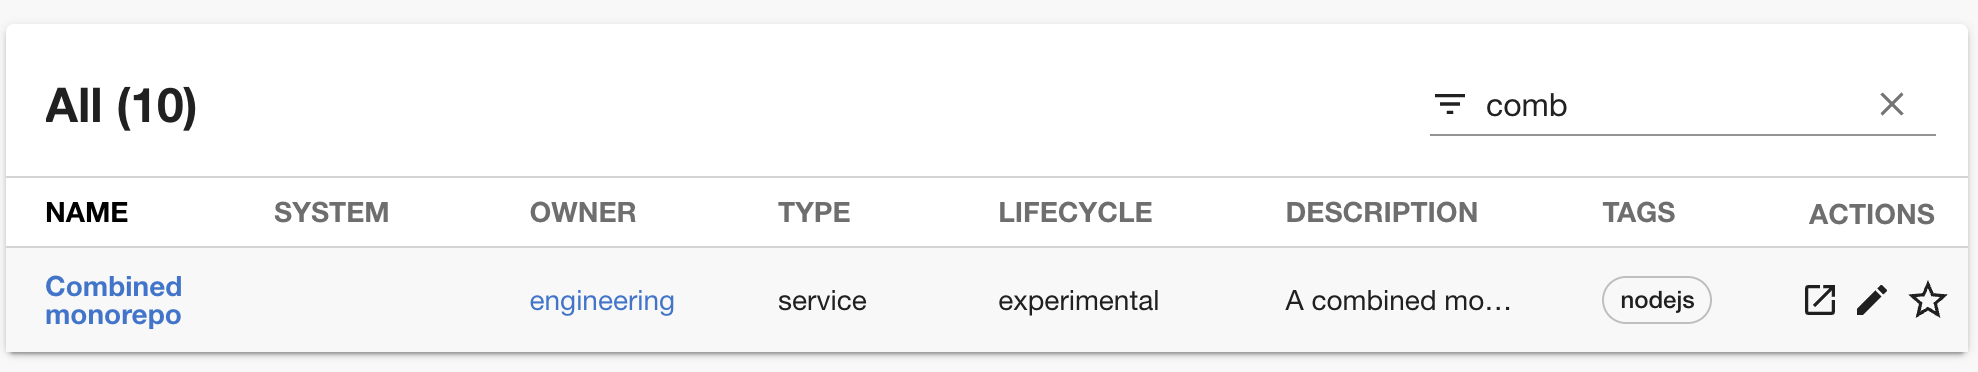 All (10)
comb
NAME SYSTEM OWNER TYPE LIFECYCLE DESCRIPTION TAGS ACTIONS
Combined
monorepo
engineering service experimental A combined mo... nodejs